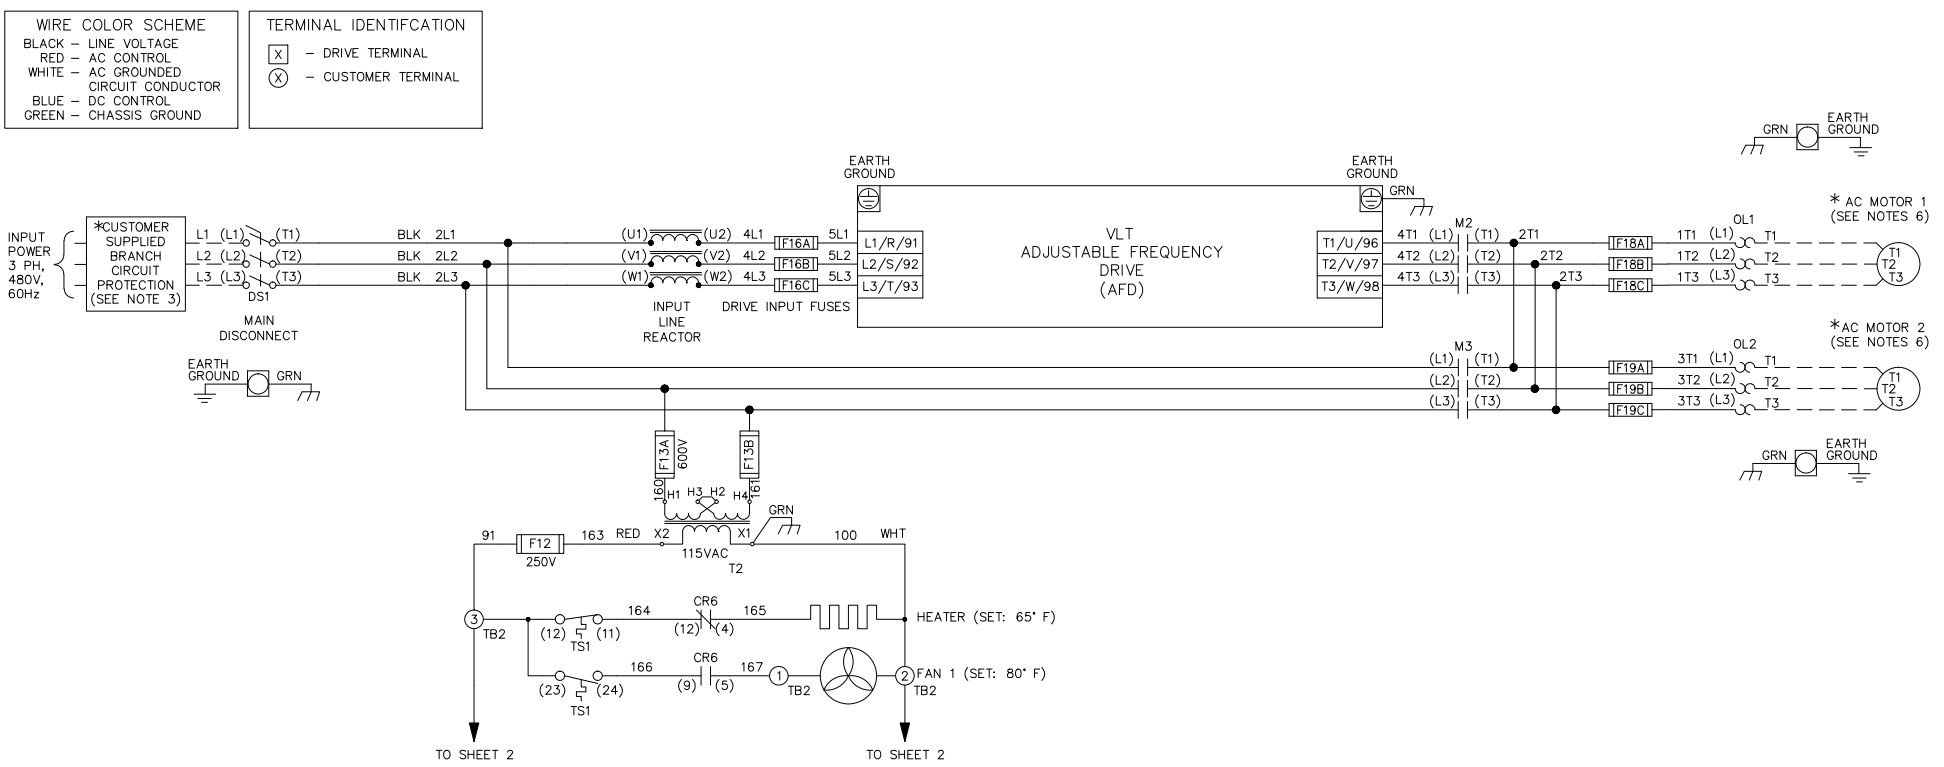 WIRE COLOR SCHEME
BLACK – LINE VOLTAGE
RED – AC CONTROL
WHITE – AC GROUNDED
CIRCUIT CONDUCTOR
BLUE – DC CONTROL
GREEN – CHASSIS GROUND
TERMINAL IDENTIFCATION
X – DRIVE TERMINAL
X – CUSTOMER TERMINAL
INPUT
POWER
3 PH,
480V,
60Hz
*CUSTOMER
SUPPLIED
BRANCH
CIRCUIT
PROTECTION
(SEE NOTE 3)
L1 (L1) (T1) BLK 2L1
L2 (L2) (T2) BLK 2L2
L3 (L3) (T3) BLK 2L3
DS1
MAIN
DISCONNECT
EARTH
GROUND GRN
(U1) (U2) 4L1 F16A 5L1
(V1) (V2) 4L2 F16B 5L2
(W1) (W2) 4L3 F16C 5L3
INPUT
LINE
REACTOR
DRIVE INPUT FUSES
EARTH
GROUND
L1/R/91
L2/S/92
L3/T/93
VLT
ADJUSTABLE FREQUENCY
DRIVE
(AFD)
EARTH
GROUND
GRN
T1/U/96
T2/V/97
T3/W/98
M2
4T1 (L1) (T1) 2T1 F18A 1T1 (L1) T1
4T2 (L2) (T2) 2T2 F18B 1T2 (L2) T2
4T3 (L3) (T3) 2T3 F18C 1T3 (L3) T3
OL1
GRN
EARTH
GROUND
* AC MOTOR 1
(SEE NOTES 6)
T1
T2
T3
M3
(L1) (T1) F19A 3T1 (L1) T1
(L2) (T2) F19B 3T2 (L2) T2
(L3) (T3) F19C 3T3 (L3) T3
OL2
*AC MOTOR 2
(SEE NOTES 6)
T1
T2
T3
GRN
EARTH
GROUND
F13A
600V
F13B
160
161
H1 H3 H2 H4
GRN
91 F12 163 RED X2 X1 100 WHT
250V
115VAC
T2
3
TB2
(12) (11)
TS1
164
CR6
(12) (4)
165
HEATER (SET: 65° F)
(23) (24)
TS1
166
CR6
(9) (5)
167
1
TB2
2
TB2
FAN 1 (SET: 80° F)
TO SHEET 2
TO SHEET 2